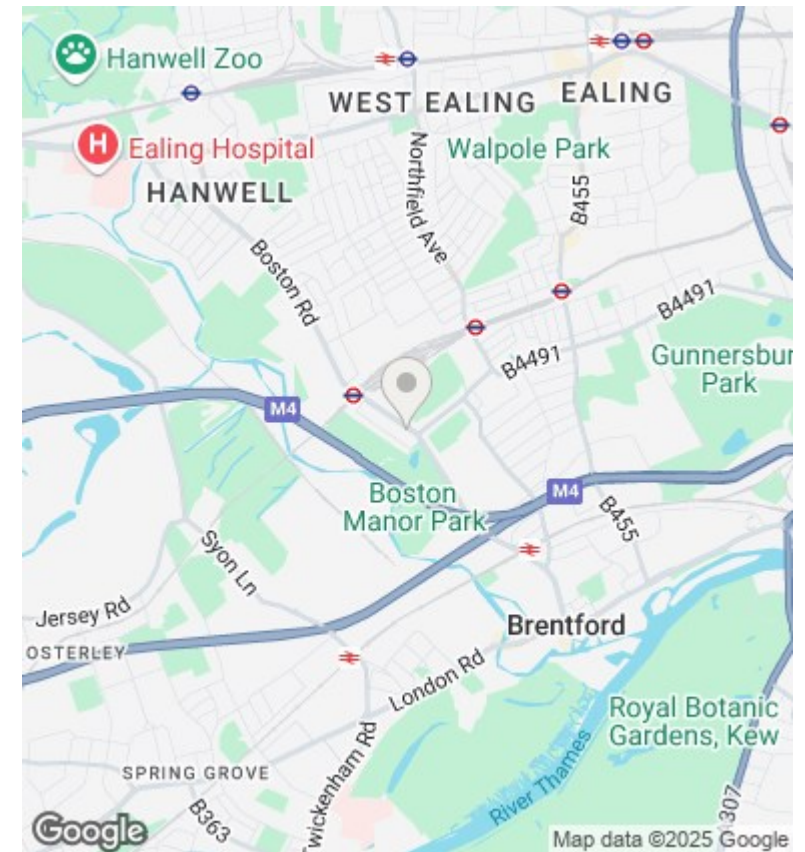 Hanwell Zoo
WEST EALING
EALING
H
Ealing Hospital
Walpole Park
HANWELL
Northfield Ave
B455
Boston Rd
B4491
B4491
Gunnersbur
Park
M4
Boston
Manor Park
M4
B455
Syon Ln
Jersey Rd
OSTERLEY
Brentford
London Rd
Royal Botanic
Gardens, Kew
SPRING GROVE
Twickenham Rd
River Thames
B363
307
Google
Map data ©2025 Google